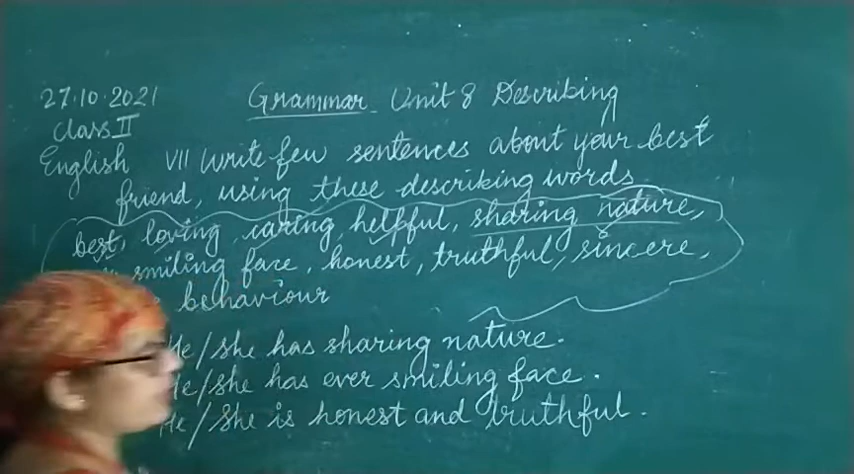 27.10.2021 Grammar Unit 8 Describing
Class II
English VII Write few sentences about your best
friend, using these describing words
best, loving, caring, helpful, sharing nature,
smiling face, honest, truthful, sincere,
behaviour
He/She has sharing nature.
He/She has ever smiling face.
He/She is honest and truthful.